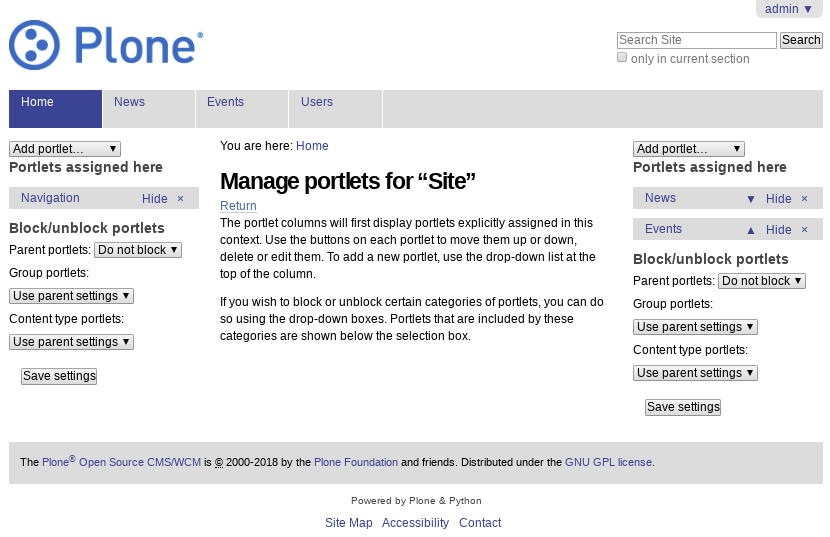 admin ▼
Plone®
Search Site
Search
only in current section
Home
News
Events
Users
Add portlet…
Portlets assigned here
Navigation
Hide ×
Block/unblock portlets
Parent portlets: Do not block
Group portlets:
Use parent settings
Content type portlets:
Use parent settings
Save settings
You are here: Home
Manage portlets for “Site”
Return
The portlet columns will first display portlets explicitly assigned in this
context. Use the buttons on each portlet to move them up or down,
delete or edit them. To add a new portlet, use the drop-down list at the
top of the column.
If you wish to block or unblock certain categories of portlets, you can do
so using the drop-down boxes. Portlets that are included by these
categories are shown below the selection box.
Add portlet…
Portlets assigned here
News ▼ Hide ×
Events ▲ Hide ×
Block/unblock portlets
Parent portlets: Do not block
Group portlets:
Use parent settings
Content type portlets:
Use parent settings
Save settings
The Plone® Open Source CMS/WCM is © 2000-2018 by the Plone Foundation and friends. Distributed under the GNU GPL license.
Powered by Plone & Python
Site Map Accessibility Contact